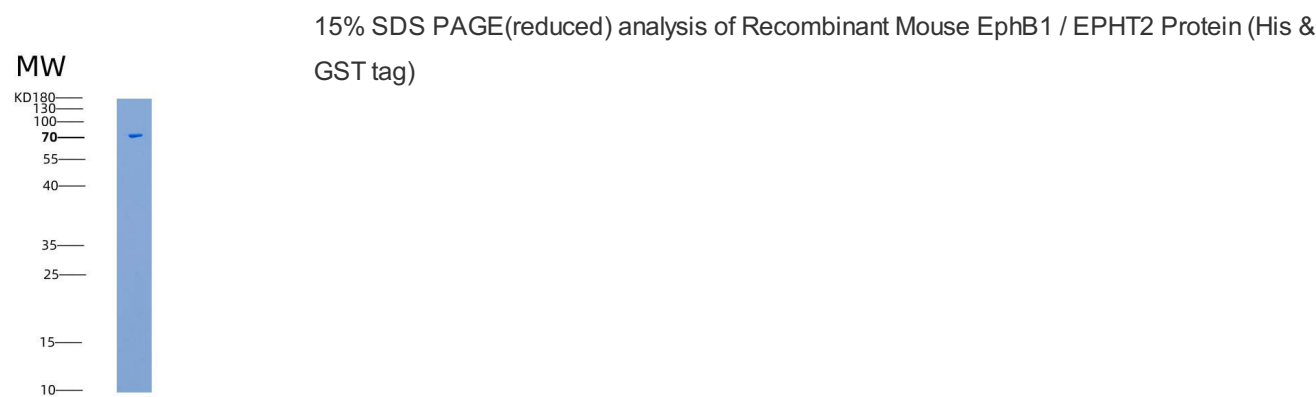 15% SDS PAGE(reduced) analysis of Recombinant Mouse EphB1 / EPHT2 Protein (His &
GST tag)
MW
KD180
130
100
70
55
40
35
25
15
10